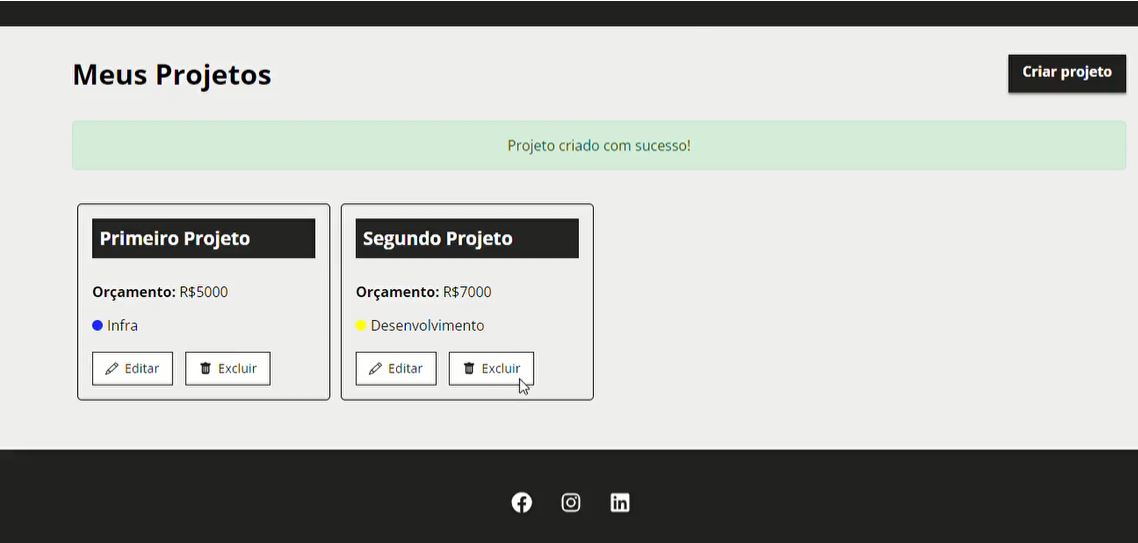 Meus Projetos
Criar projeto
Projeto criado com sucesso!
Primeiro Projeto
Orçamento: R$5000
Infra
Editar
Excluir
Segundo Projeto
Orçamento: R$7000
Desenvolvimento
Editar
Excluir